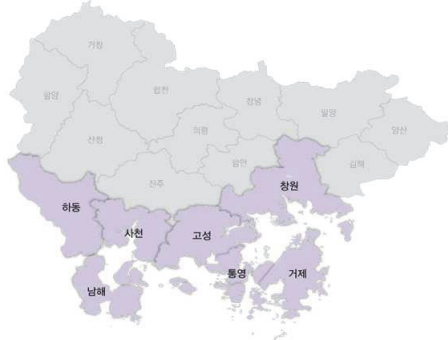 거창
함양
합천
창녕
밀양
양산
산청
의령
함안
김해
진주
창원
하동
사천
고성
통영
거제
남해